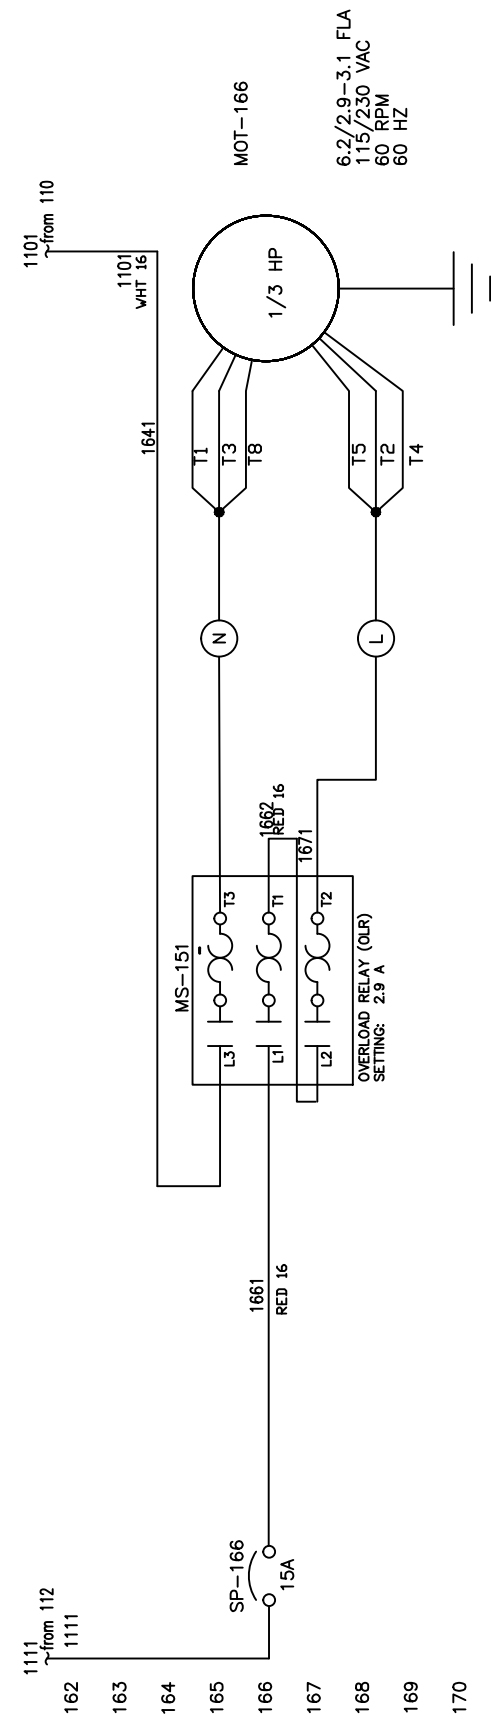 1111
from 112
1111
162
163
164
165
166
167
168
169
170
SP-166
15A
1661
RED 16
MS-151
L3
L1
L2
T3
T1
T2
OVERLOAD RELAY (OLR)
SETTING: 2.9 A
1662
RED 16
1671
N
L
1641
T1
T3
T8
T5
T2
T4
1101
from 110
1101
WHT 16
1/3 HP
MOT-166
6.2/2.9-3.1 FLA
115/230 VAC
60 RPM
60 HZ